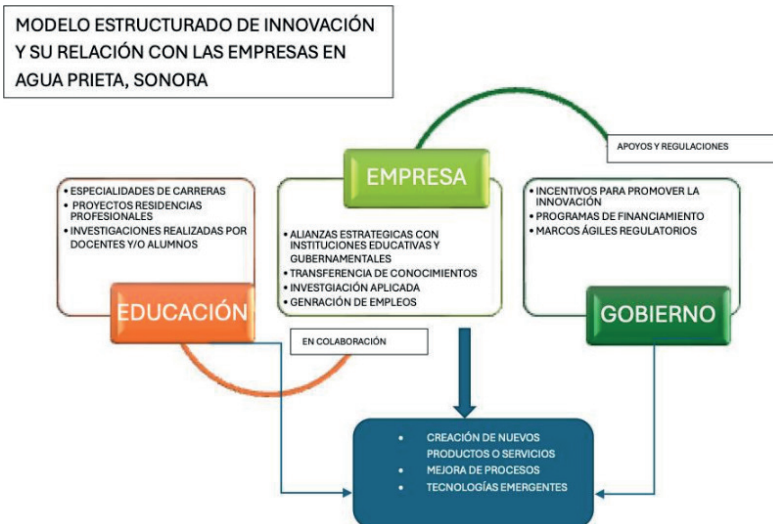 MODELO ESTRUCTURADO DE INNOVACIÓN
Y SU RELACIÓN CON LAS EMPRESAS EN
AGUA PRIETA, SONORA
APOYOS Y REGULACIONES
EMPRESA
• ESPECIALIDADES DE CARRERAS
• PROYECTOS RESIDENCIAS
PROFESIONALES
• INVESTIGACIONES REALIZADAS POR
DOCENTES Y/O ALUMNOS
EDUCACIÓN
• ALIANZAS ESTRATEGICAS CON
INSTITUCIONES EDUCATIVAS Y
GUBERNAMENTALES
• TRANSFERENCIA DE CONOCIMIENTOS
• INVESTGIACIÓN APLICADA
• GENRACIÓN DE EMPLEOS
• INCENTIVOS PARA PROMOVER LA
INNOVACIÓN
• PROGRAMAS DE FINANCIAMIENTO
• MARCOS ÁGILES REGULATORIOS
GOBIERNO
EN COLABORACIÓN
• CREACIÓN DE NUEVOS
PRODUCTOS O SERVICIOS
• MEJORA DE PROCESOS
• TECNOLOGÍAS EMERGENTES